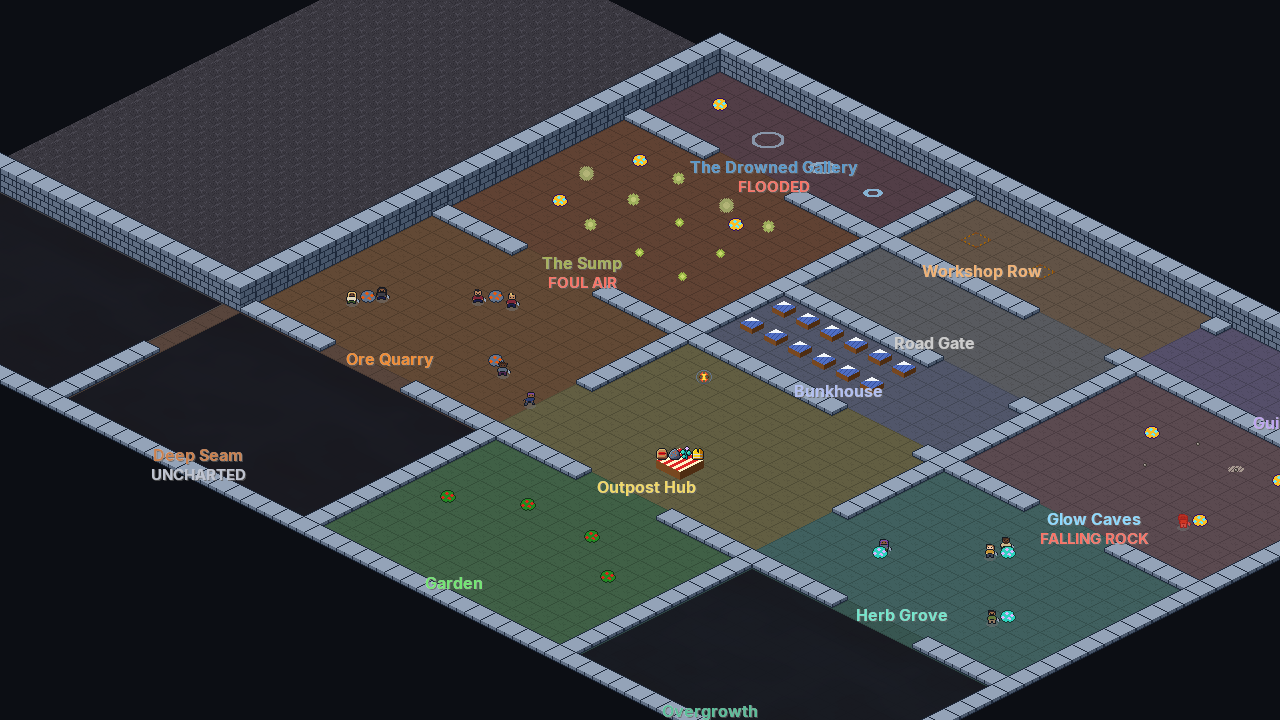 The Drowned Gallery
FLOODED
The Sump
FOUL AIR
Workshop Row
Road Gate
Ore Quarry
Bunkhouse
Gui
Deep Seam
UNCHARTED
Outpost Hub
Glow Caves
FALLING ROCK
Garden
Herb Grove
Overgrowth